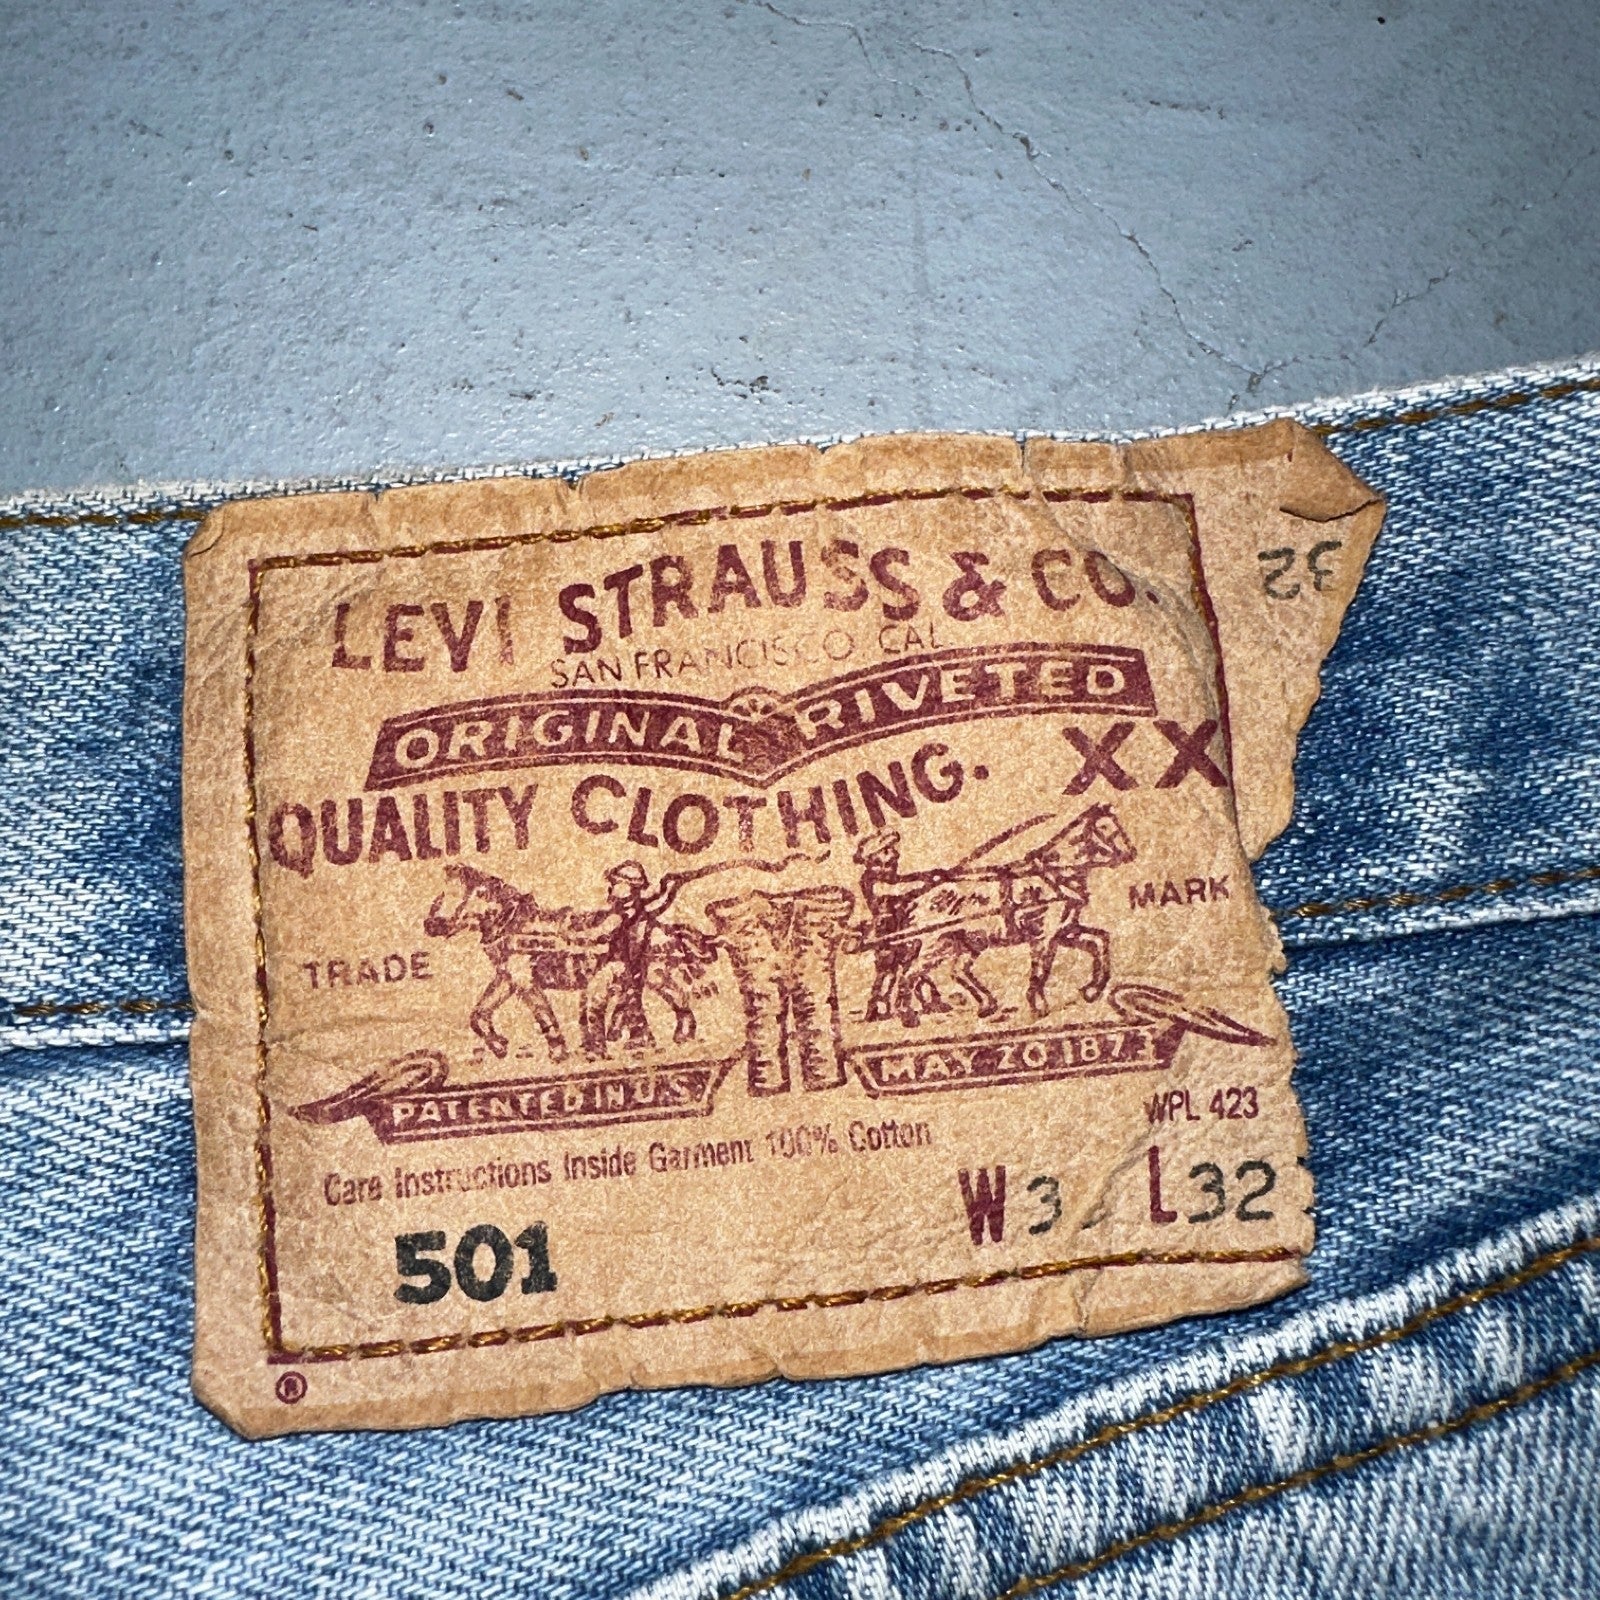 LEVI STRAUSS & CO.
SAN FRANCISCO, CAL
ORIGINAL RIVETED
QUALITY CLOTHING. XX
TRADE MARK
PATENTED IN U.S. MAY 20 1873
WPL 423
Care Instructions Inside Garment 100% Cotton
W L32
501
®
32